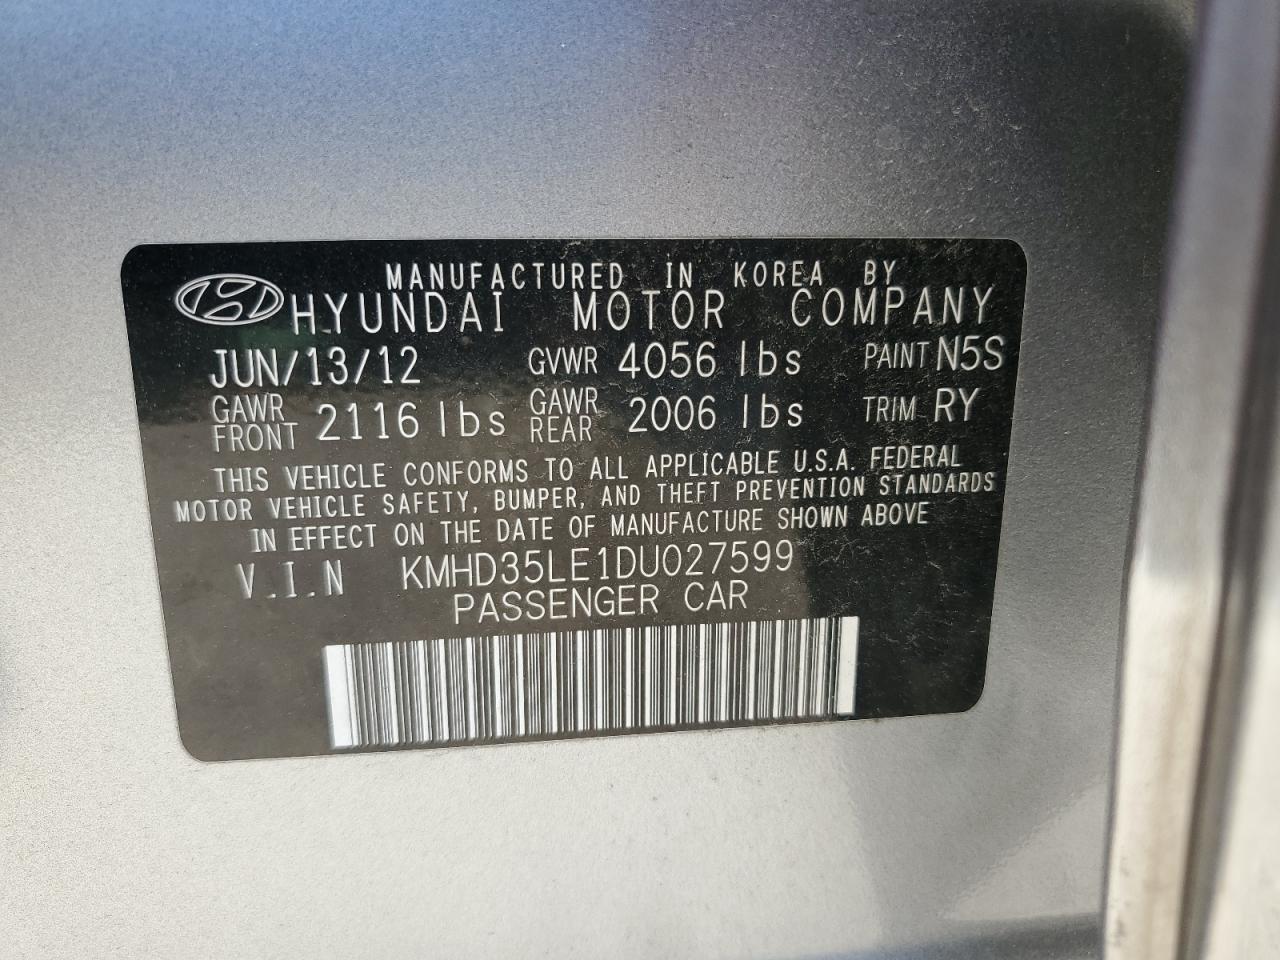 MANUFACTURED IN KOREA BY
HYUNDAI MOTOR COMPANY
JUN/13/12 GVWR 4056 lbs PAINT N5S
GAWR FRONT 2116 lbs GAWR REAR 2006 lbs TRIM RY
THIS VEHICLE CONFORMS TO ALL APPLICABLE U.S.A. FEDERAL
MOTOR VEHICLE SAFETY, BUMPER, AND THEFT PREVENTION STANDARDS
IN EFFECT ON THE DATE OF MANUFACTURE SHOWN ABOVE
V.I.N KMHD35LE1DU027599
PASSENGER CAR